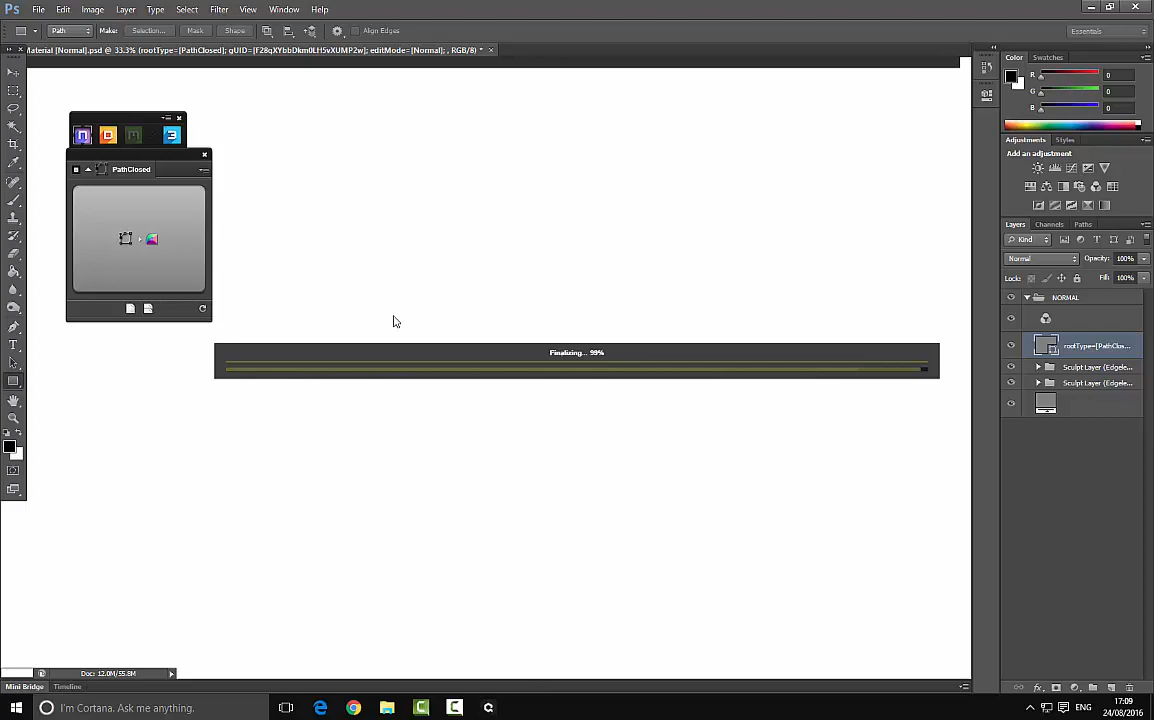 Ps File Edit Image Layer Type Select Filter View Window Help
Path Make: Selection... Mask Shape Align Edges Essentials
Material [Normal].psd @ 33.3% (rootType=[PathClosed]; gUID=[F28qXYbbDkm0LH5vXUMP2w]; editMode=[Normal]; , RGB/8) *
PathClosed
Finalizing... 99%
Color Swatches
R 0
G 0
B 0
Adjustments Styles
Add an adjustment
Layers Channels Paths
Kind
Normal Opacity: 100%
Lock: Fill: 100%
NORMAL
rootType=[PathClos...
Sculpt Layer (Edgele...
Sculpt Layer (Edgele...
Doc: 12.0M/55.8M
Mini Bridge Timeline
I'm Cortana. Ask me anything.
ENG
17:09
24/08/2016